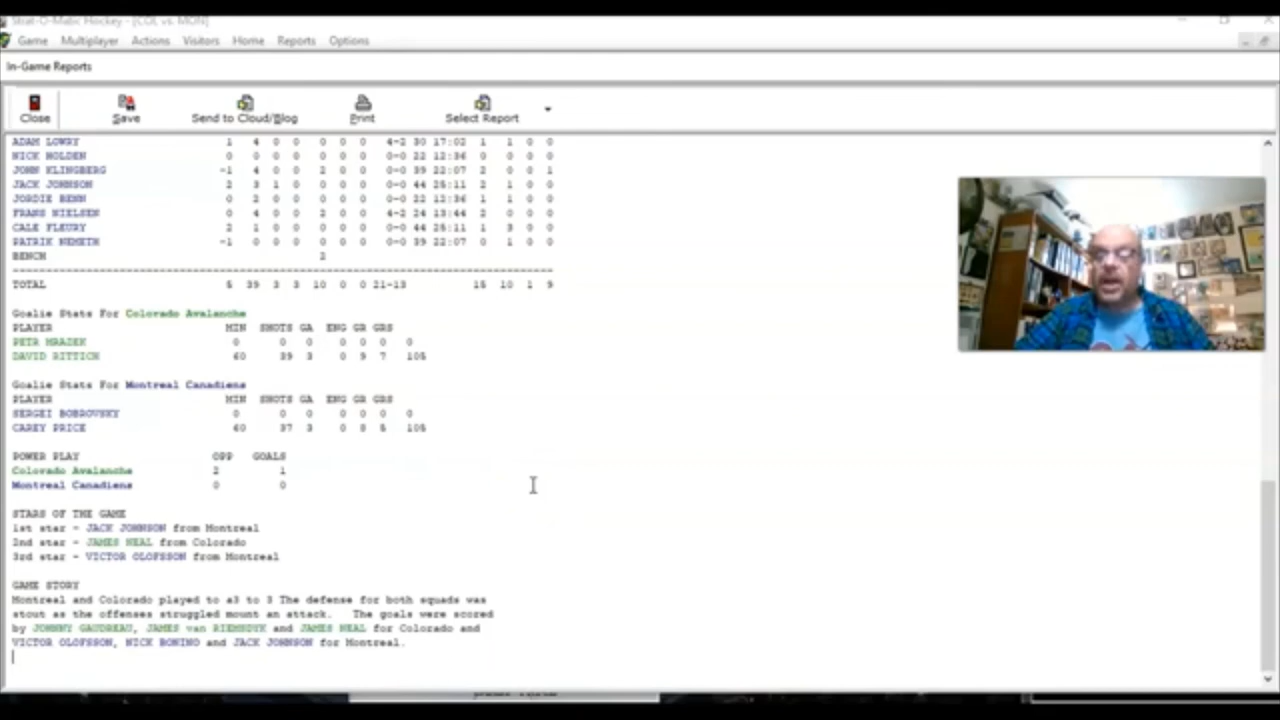 Strat-O-Matic Hockey - [COL vs. MON]
Game Multiplayer Actions Visitors Home Reports Options
In-Game Reports
Close Save Send to Cloud/Blog Print Select Report
ADAM LOWRY 1 4 0 0 0 0 0 4-2 30 17:02 1 1 0 0
NICK HOLDEN 0 0 0 0 0 0 0 0-0 22 12:36 0 0 0 0
JOHN KLINGBERG -1 4 0 0 2 0 0 0-0 39 22:07 2 0 0 1
JACK JOHNSON 2 3 1 0 0 0 0 0-0 44 25:11 2 1 0 0
JORDIE BENN 0 2 0 0 0 0 0 0-0 22 12:36 1 0 0 0
FRANS NIELSEN 0 4 0 0 2 0 0 4-2 24 13:44 2 0 0 0
CALE FLEURY 2 1 0 0 0 0 0 0-0 44 25:11 1 3 0 0
PATRIK NEMETH -1 0 0 0 0 0 0 0-0 39 22:07 0 1 0 0
BENCH 2
TOTAL 5 39 3 3 10 0 0 21-13 15 10 1 9
Goalie Stats For Colorado Avalanche
PLAYER MIN SHOTS GA ENG GR GRS
PETR MRAZEK 0 0 0 0 0 0 0
DAVID RITTICH 60 39 3 0 9 7 105
Goalie Stats For Montreal Canadiens
PLAYER MIN SHOTS GA ENG GR GRS
SERGEI BOBROVSKY 0 0 0 0 0 0 0
CAREY PRICE 60 37 3 0 8 5 105
POWER PLAY OPP GOALS
Colorado Avalanche 2 1
Montreal Canadiens 0 0
STARS OF THE GAME
1st star - JACK JOHNSON from Montreal
2nd star - JAMES NEAL from Colorado
3rd star - VICTOR OLOFSSON from Montreal
GAME STORY
Montreal and Colorado played to a3 to 3 The defense for both squads was
stout as the offenses struggled mount an attack. The goals were scored
by JOHNNY GAUDREAU, JAMES van RIEMSDYK and JAMES NEAL for Colorado and
VICTOR OLOFSSON, NICK BONINO and JACK JOHNSON for Montreal.